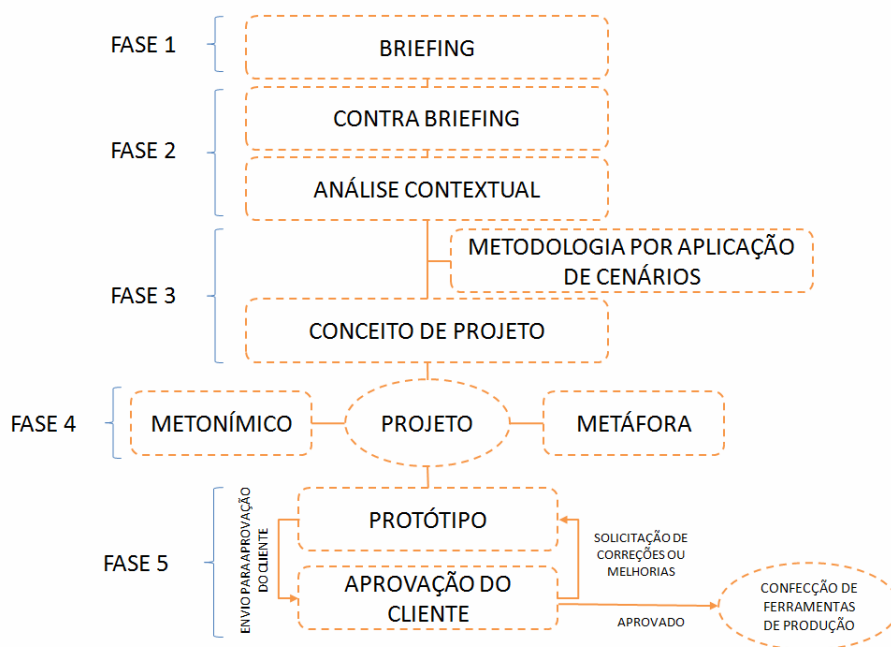 FASE 1
BRIEFING
FASE 2
CONTRA BRIEFING
ANÁLISE CONTEXTUAL
FASE 3
METODOLOGIA POR APLICAÇÃO
DE CENÁRIOS
CONCEITO DE PROJETO
FASE 4
METONÍMICO
PROJETO
METÁFORA
FASE 5
ENVIO PARA APROVAÇÃO
DO CLIENTE
PROTÓTIPO
SOLICITAÇÃO DE
CORREÇÕES OU
MELHORIAS
APROVAÇÃO DO
CLIENTE
APROVADO
CONFECÇÃO DE
FERRAMENTAS
DE PRODUÇÃO